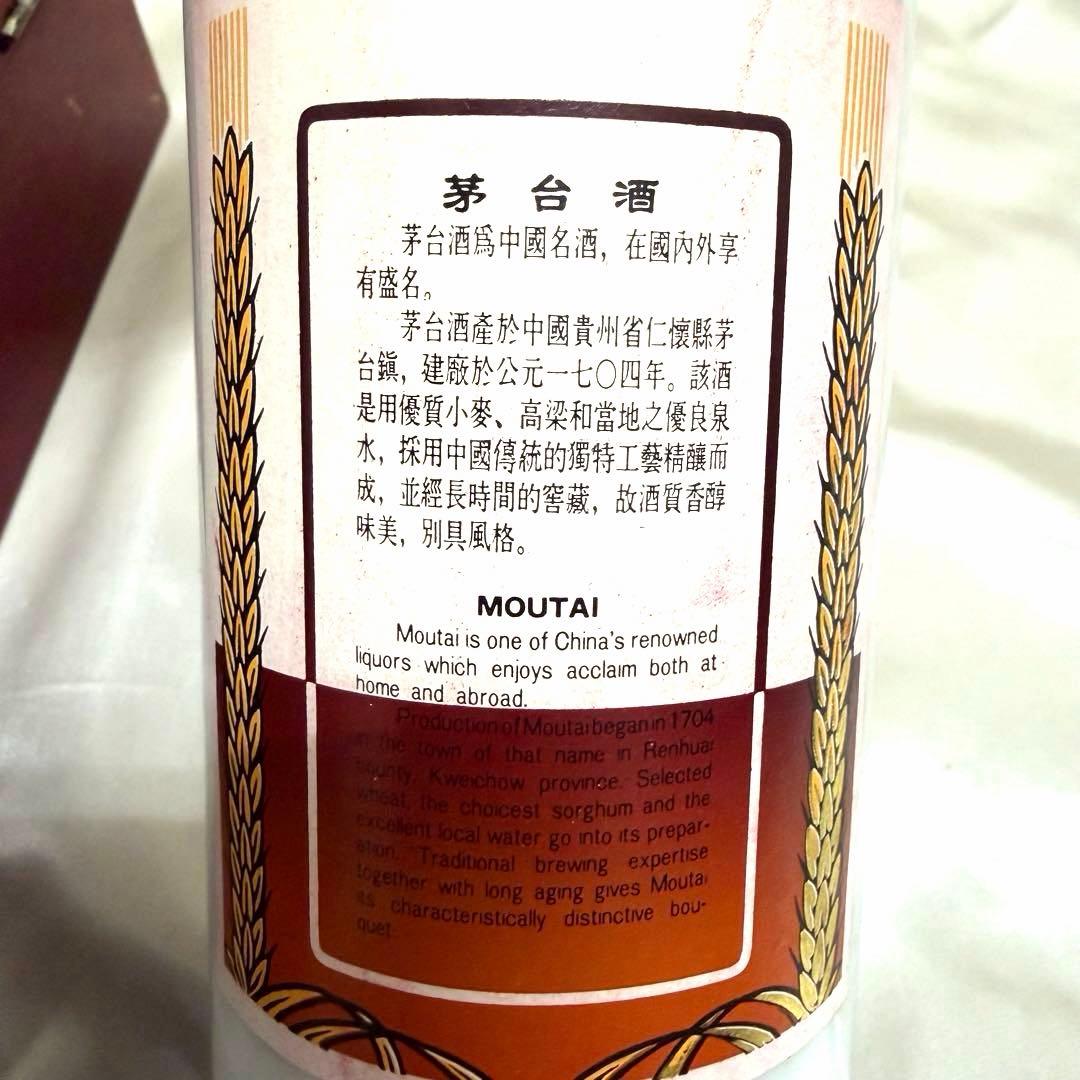 茅台酒
茅台酒爲中國名酒，在國內外享
有盛名。
茅台酒產於中國貴州省仁懷縣茅
台鎮，建廠於公元一七〇四年。該酒
是用優質小麥、高梁和當地之優良泉
水，採用中國傳統的獨特工藝精釀而
成，並經長時間的窖藏，故酒質香醇
味美，別具風格。
MOUTAI
Moutai is one of China's renowned
liquors which enjoys acclaim both at
home and abroad.
Production of Moutai began in 1704
in the town of that name in Renhuai
county, Kweichow province. Selected
wheat, the choicest sorghum and the
excellent local water go into its prepar-
ation. Traditional brewing expertise
together with long aging gives Moutai
its characteristically distinctive bou-
quet.